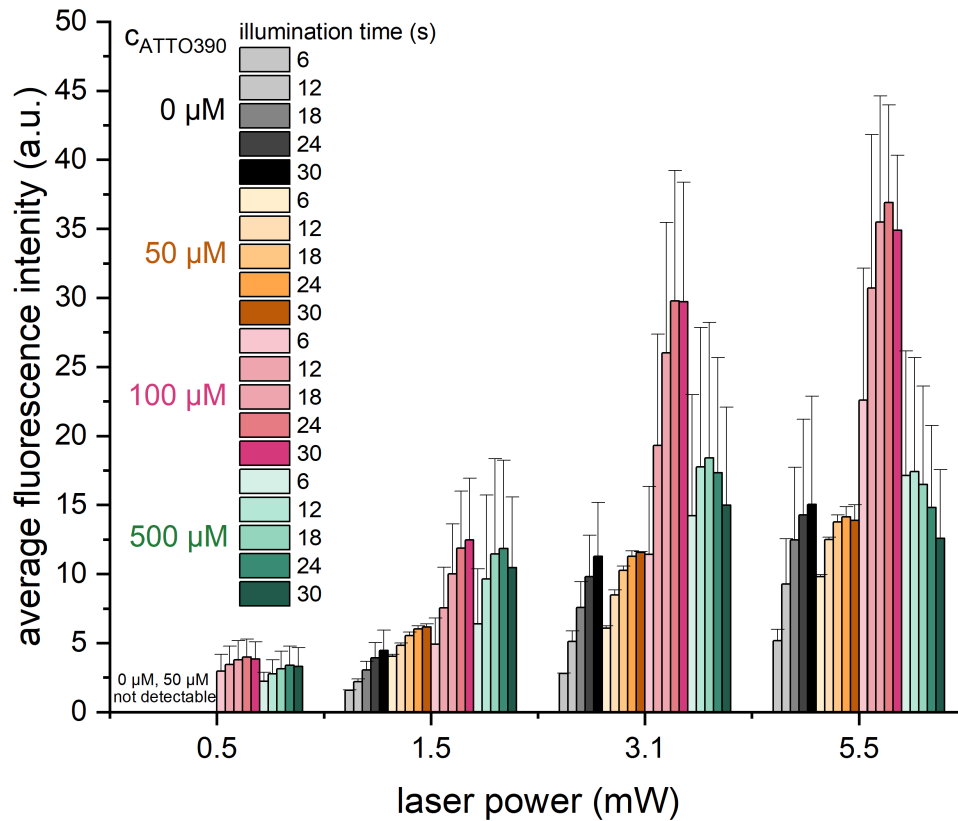 average fluorescence intenity (a.u.)
50
45
40
35
30
25
20
15
10
5
0
cATTO390
illumination time (s)
0 µM
6
12
18
24
30
50 µM
6
12
18
24
30
100 µM
6
12
18
24
30
500 µM
6
12
18
24
30
0 µM, 50 µM
not detectable
0.5 1.5 3.1 5.5
laser power (mW)